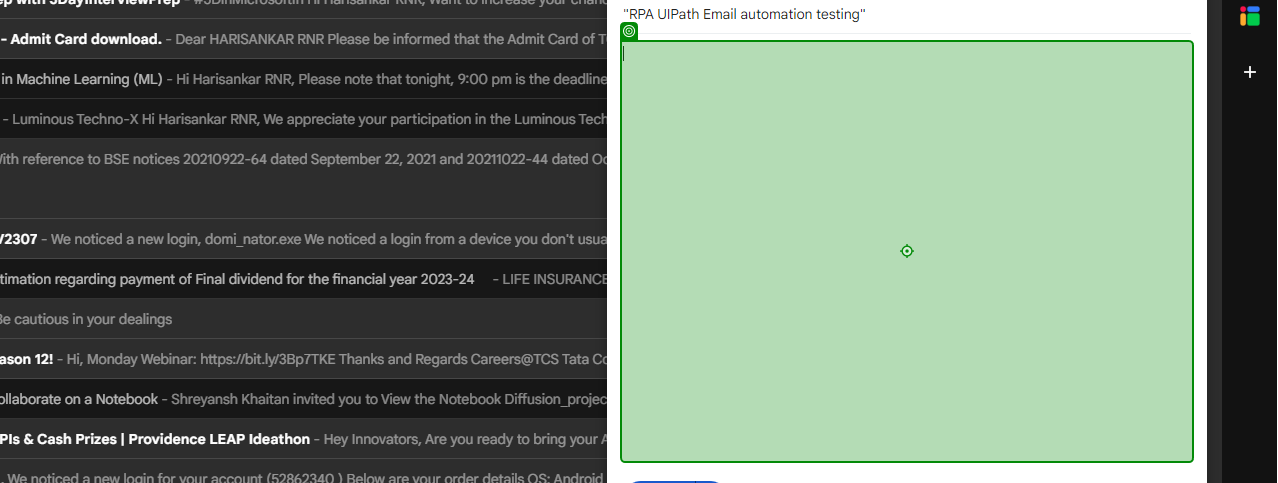 ep with 3DayInterviewPrep - #3DinMicrosoftn Hi Harisankar RNR, Want to increase your chan
- Admit Card download. - Dear HARISANKAR RNR Please be informed that the Admit Card of TC
in Machine Learning (ML) - Hi Harisankar RNR, Please note that tonight, 9:00 pm is the deadline
- Luminous Techno-X Hi Harisankar RNR, We appreciate your participation in the Luminous Tech
With reference to BSE notices 20210922-64 dated September 22, 2021 and 20211022-44 dated Oc
V2307 - We noticed a new login, domi_nator.exe We noticed a login from a device you don't usua
timation regarding payment of Final dividend for the financial year 2023-24 - LIFE INSURANCE
Be cautious in your dealings
ason 12! - Hi, Monday Webinar: https://bit.ly/3Bp7TKE Thanks and Regards Careers@TCS Tata Co
ollaborate on a Notebook - Shreyansh Khaitan invited you to View the Notebook Diffusion_projec
PIs & Cash Prizes | Providence LEAP Ideathon - Hey Innovators, Are you ready to bring your A
. We noticed a new login for your account (52862340 ) Below are your order details OS: Android
"RPA UIPath Email automation testing"